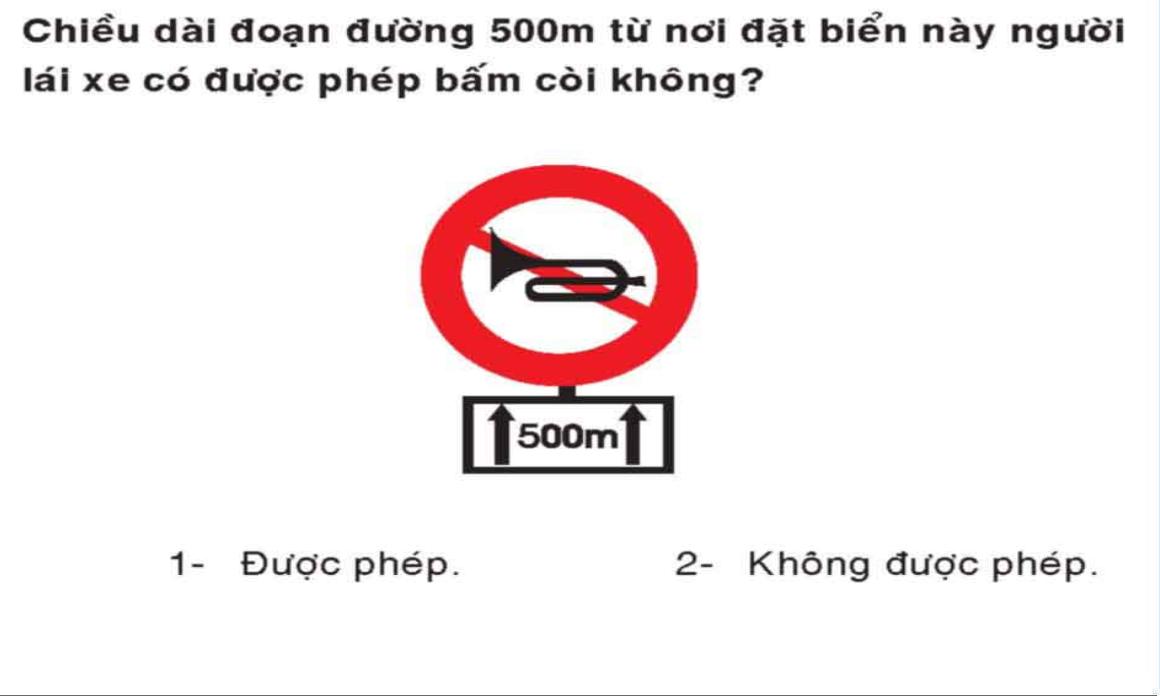 Chiều dài đoạn đường 500m từ nơi đặt biển này người
lái xe có được phép bấm còi không?
500m
1- Được phép. 2- Không được phép.